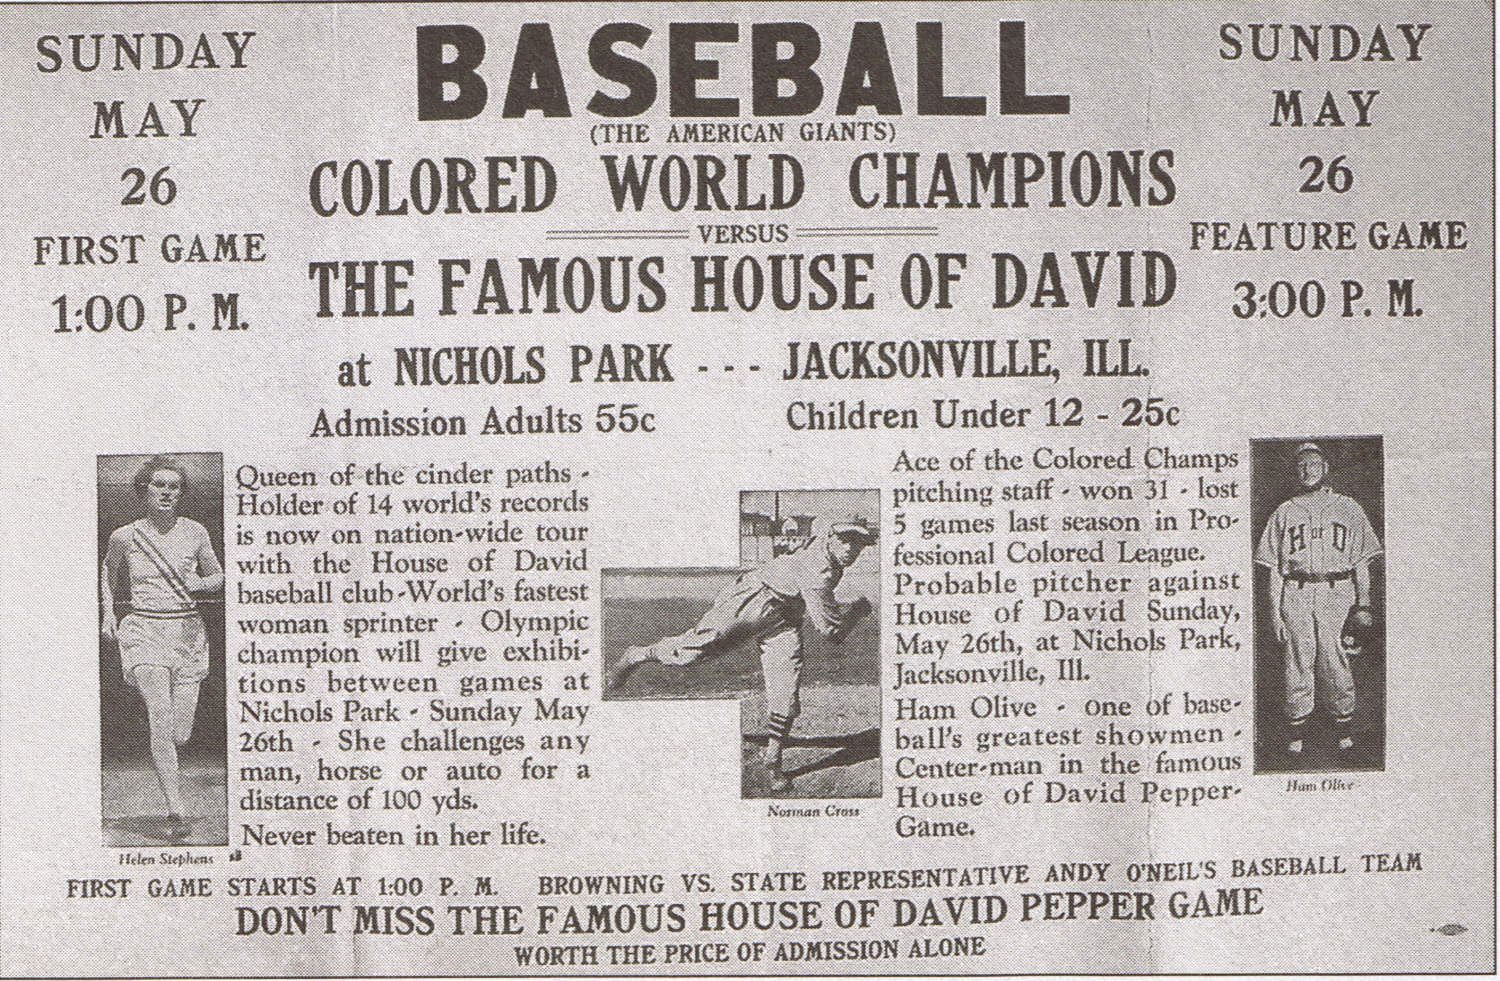 SUNDAY
MAY
26
FIRST GAME
1:00 P. M.
BASEBALL
(THE AMERICAN GIANTS)
COLORED WORLD CHAMPIONS
VERSUS
THE FAMOUS HOUSE OF DAVID
at NICHOLS PARK - - - JACKSONVILLE, ILL.
Admission Adults 55c
Children Under 12 - 25c
SUNDAY
MAY
26
FEATURE GAME
3:00 P. M.
Queen of the cinder paths -
Holder of 14 world's records
is now on nation-wide tour
with the House of David
baseball club-World's fastest
woman sprinter - Olympic
champion will give exhibi-
tions between games at
Nichols Park - Sunday May
26th - She challenges any
man, horse or auto for a
distance of 100 yds.
Never beaten in her life.
Helen Stephens
Norman Cross
Ace of the Colored Champs
pitching staff - won 31 - lost
5 games last season in Pro-
fessional Colored League.
Probable pitcher against
House of David Sunday,
May 26th, at Nichols Park,
Jacksonville, Ill.
Ham Olive - one of base-
ball's greatest showmen -
Center-man in the famous
House of David Pepper-
Game.
H of D
Ham Olive
FIRST GAME STARTS AT 1:00 P. M. BROWNING VS. STATE REPRESENTATIVE ANDY O'NEIL'S BASEBALL TEAM
DON'T MISS THE FAMOUS HOUSE OF DAVID PEPPER GAME
WORTH THE PRICE OF ADMISSION ALONE